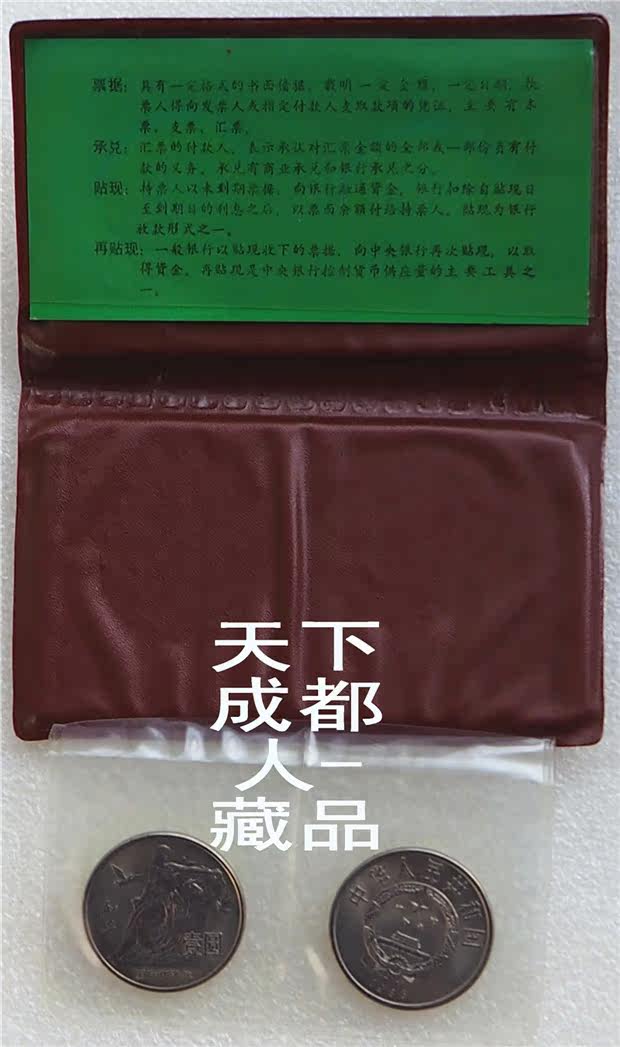 票据：具有一定格式的书面债据，载明一定金额，一定日期，执
票人得向发票人或指定付款人支取款项的凭证，主要有本
票、支票、汇票。
承兑：汇票的付款人，表示承认对汇票金额的全部或一部份负有付
款的义务，承兑有商业承兑和银行承兑之分。
贴现：持票人以未到期票据，向银行融通资金，银行扣除自贴现日
至到期日的利息之后，以票面余额付给持票人。贴现为银行
放款形式之一。
再贴现：一般银行以贴现收下的票据，向中央银行再次贴现，以取
得资金。再贴现是中央银行控制货币供应量的主要工具之
一。
天下
成都
人一
藏品
和平
壹圆
中华人民共和国